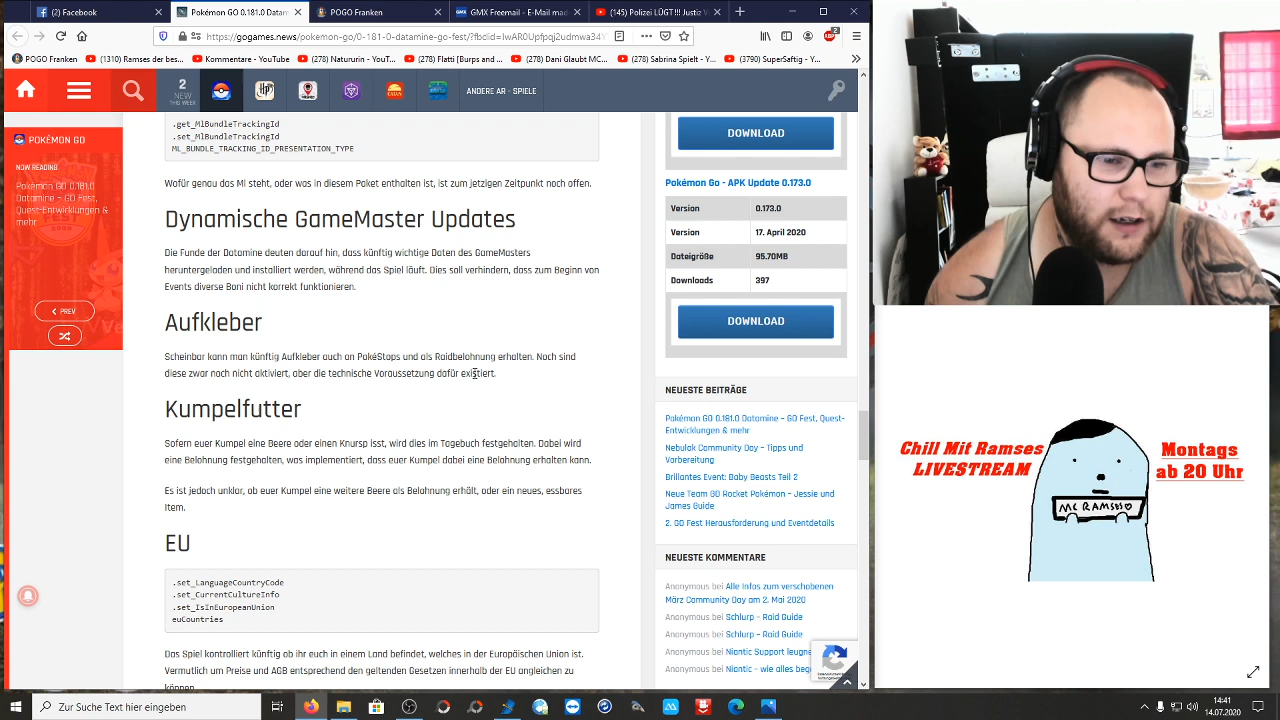 (2) Facebook
Pokémon GO 0.181.0 Datamin
POGO Franken
GMX Freemail - E-Mail made
(145) Pokemon LÜGT!!! Juste V
https://gogames.news/pokemon-go/0-181-0-datamine-go-fest/?fbclid=
POGO Franken
(1310) Ramses der bes...
Kommentare - YouTube
(278) Natururin - YouT...
(278) Flatti [Burps and ...
(278) Dani Glaubt MC...
(278) Sabrina Spielt - Y...
(3790) SuperSaftig - Y...
2
NEW
THIS WEEK
ANDERE AR - SPIELE
POKÉMON GO
NOW READING
Pokémon GO 0.181.0
Datamine – GO Fest,
Quest-Entwicklungen &
mehr
PREV
.get_MlBundleTrackingId
.set_MlBundleTrackingId
ML_BUNDLE_TRACKING_ID_PRESENTATION_TYPE
Wofür genau das Ml steht, oder was in diesem Paket enthalten ist, ist zum jetzigen Zeitpunkt noch offen.
Dynamische GameMaster Updates
Die Funde der Datamine deuten darauf hin, dass künftig wichtige Daten des GameMasters
heruntergeladen und installiert werden, während das Spiel läuft. Dies soll verhindern, dass zum Beginn von
Events diverse Boni nicht korrekt funktionieren.
Aufkleber
Scheinbar kann man künftig Aufkleber auch an PokéStops und als Raidbelohnung erhalten. Noch sind
diese zwar noch nicht aktiviert, aber die technische Voraussetzung dafür existiert.
Kumpelfutter
Sofern euer Kumpel eine Beere oder einen Knursp isst, wird dies im Tagebuch festgehalten. Dabei wird
eine Belohnung festgehalten, was impliementiert, dass euer Kumpel dabei eine Belohnung erhalten kann.
Es ist jedoch unklar, ob euer Kumpel eine weitere Beere als Belohnung erhält, oder ein neues, essbares
Item.
EU
.set_LanguageCountryCode
.set_CurrentCultureInfo
.set_IsInEuropeanUnion
euCountries
Das Spiel kontrolliert künftig ob ihr euch in einem Land befindet, welches in der Europäischen Union ist.
Vermutlich um Preise und AGB entsprechend den geltenden Gesetzen innerhalb der EU angleichen zu
können.
DOWNLOAD
Pokémon Go - APK Update 0.173.0
Version 0.173.0
Version 17. April 2020
Dateigröße 95.70MB
Downloads 397
DOWNLOAD
NEUESTE BEITRÄGE
Pokémon GO 0.181.0 Datamine – GO Fest, Quest-
Entwicklungen & mehr
Nebulak Community Day – Tipps und
Vorbereitung
Brillantes Event: Baby Beasts Teil 2
Neue Team GO Rocket Pokémon – Jessie und
James Guide
2. GO Fest Herausforderung und Eventdetails
NEUESTE KOMMENTARE
Anonymous bei Alle Infos zum verschobenen
März Community Day am 2. Mai 2020
Anonymous bei Schlurp – Raid Guide
Anonymous bei Schlurp – Raid Guide
Anonymous bei Niantic Support leugne
Anonymous bei Niantic – wie alles beg
Chill Mit Ramses
LIVESTREAM
Montags
ab 20 Uhr
MC RAMSES
Zur Suche Text hier eingeben
14:41
14.07.2020